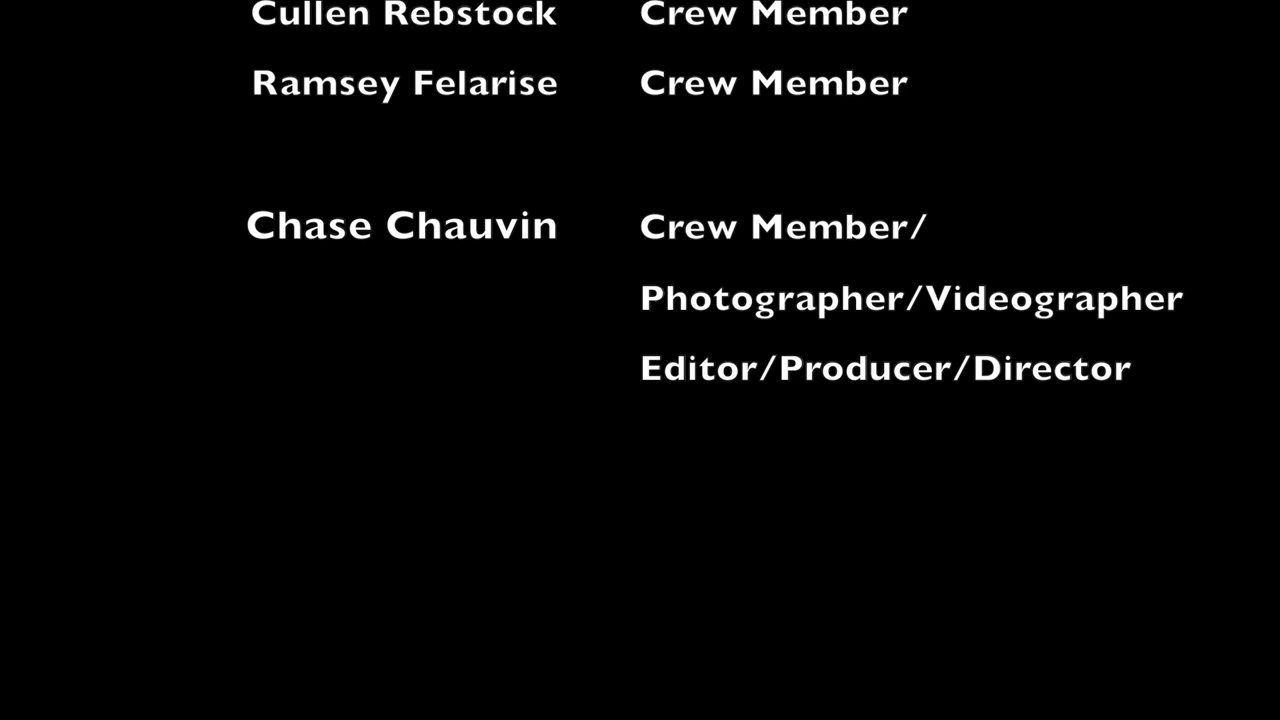 Cullen Rebstock Crew Member
Ramsey Felarise Crew Member
Chase Chauvin Crew Member/
Photographer/Videographer
Editor/Producer/Director